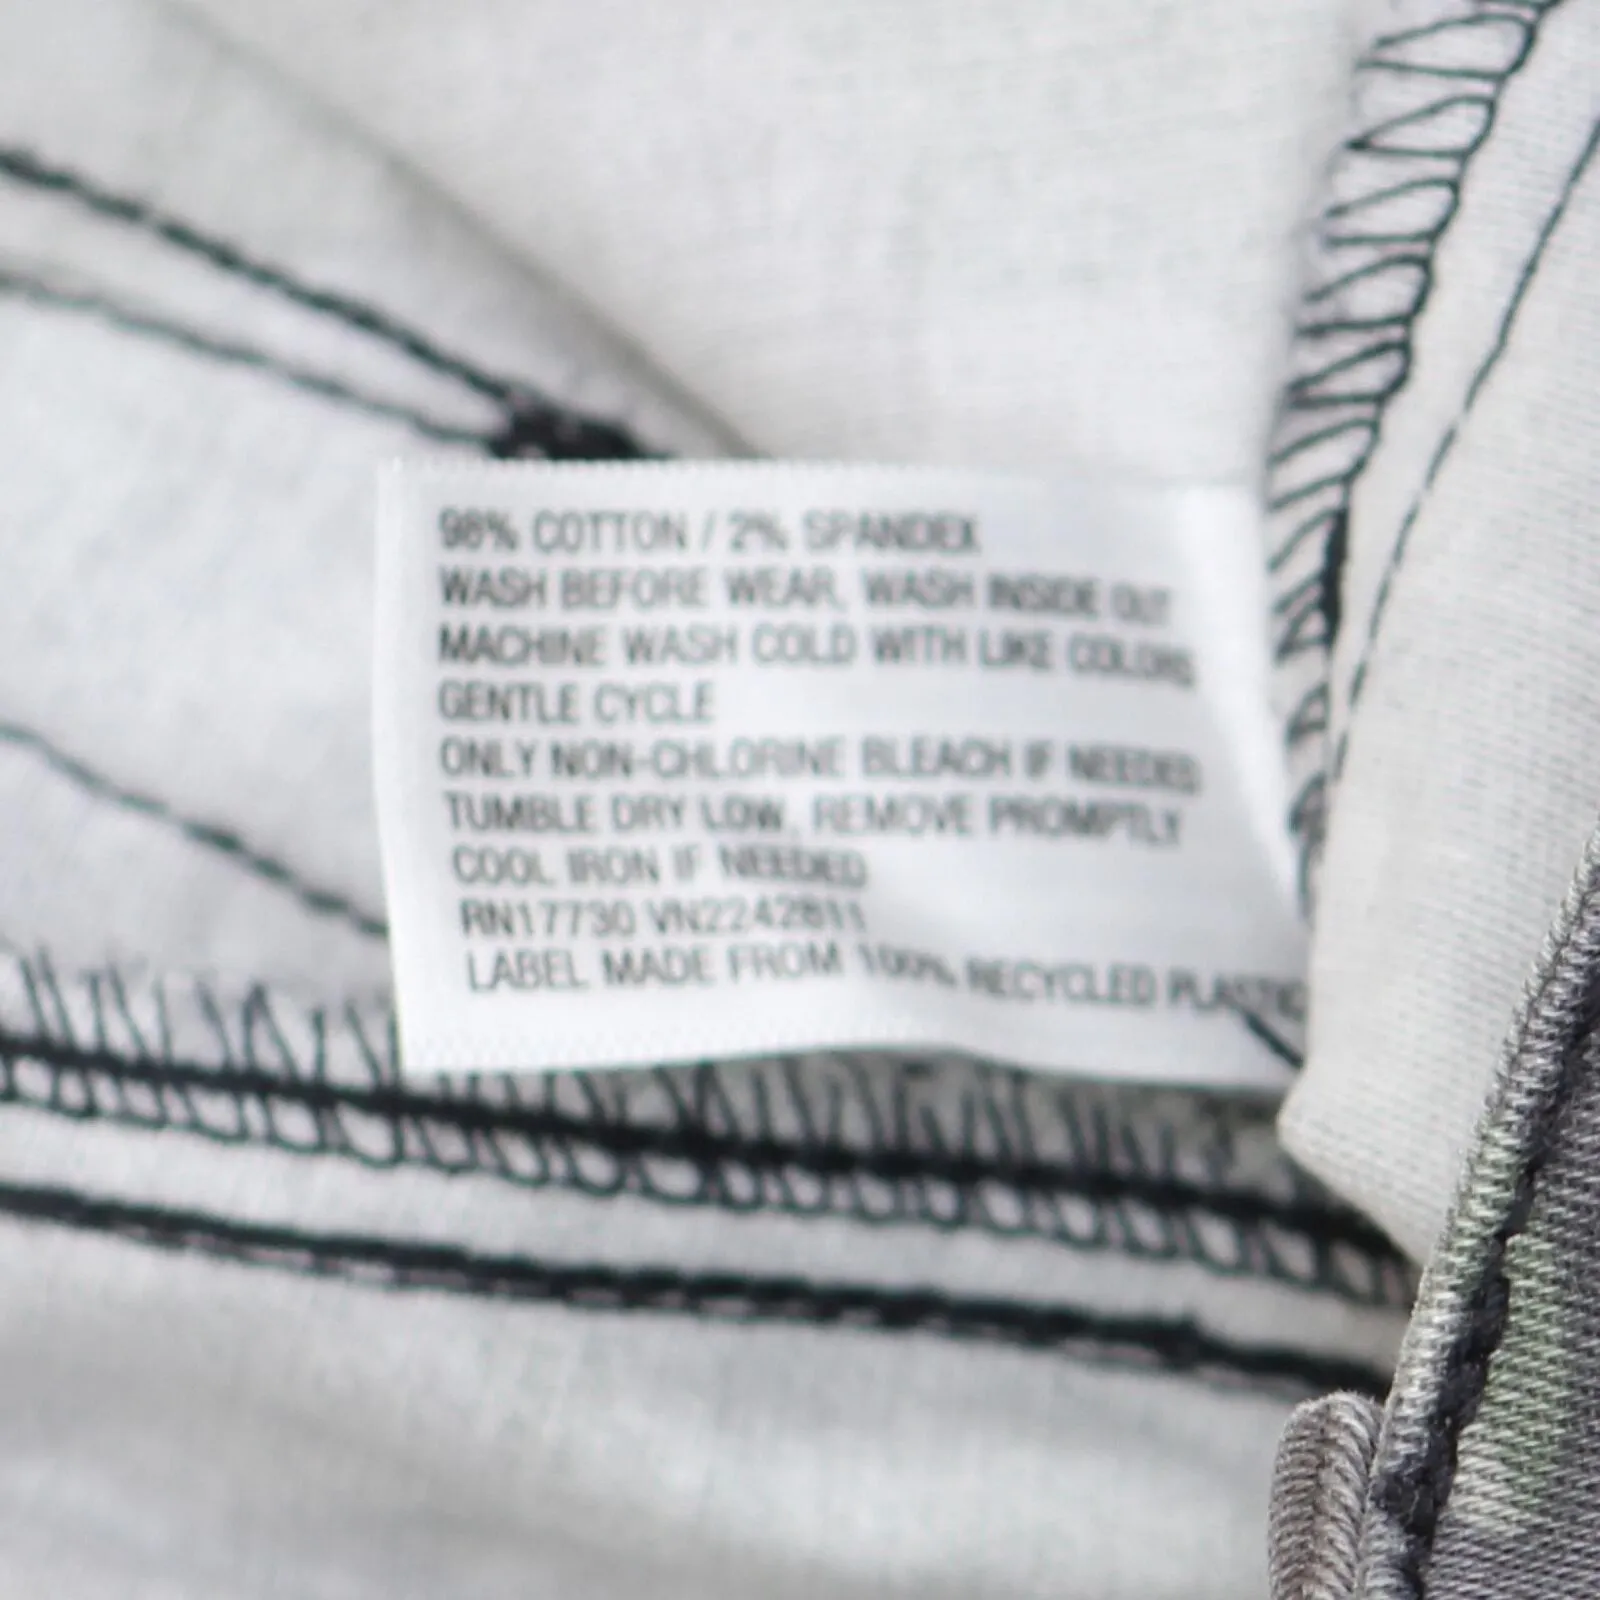 98% COTTON / 2% SPANDEX
WASH BEFORE WEAR, WASH INSIDE OUT
MACHINE WASH COLD WITH LIKE COLORS
GENTLE CYCLE
ONLY NON-CHLORINE BLEACH IF NEEDED
TUMBLE DRY LOW, REMOVE PROMPTLY
COOL IRON IF NEEDED
RN17730 VN2242811
LABEL MADE FROM 100% RECYCLED PLASTIC